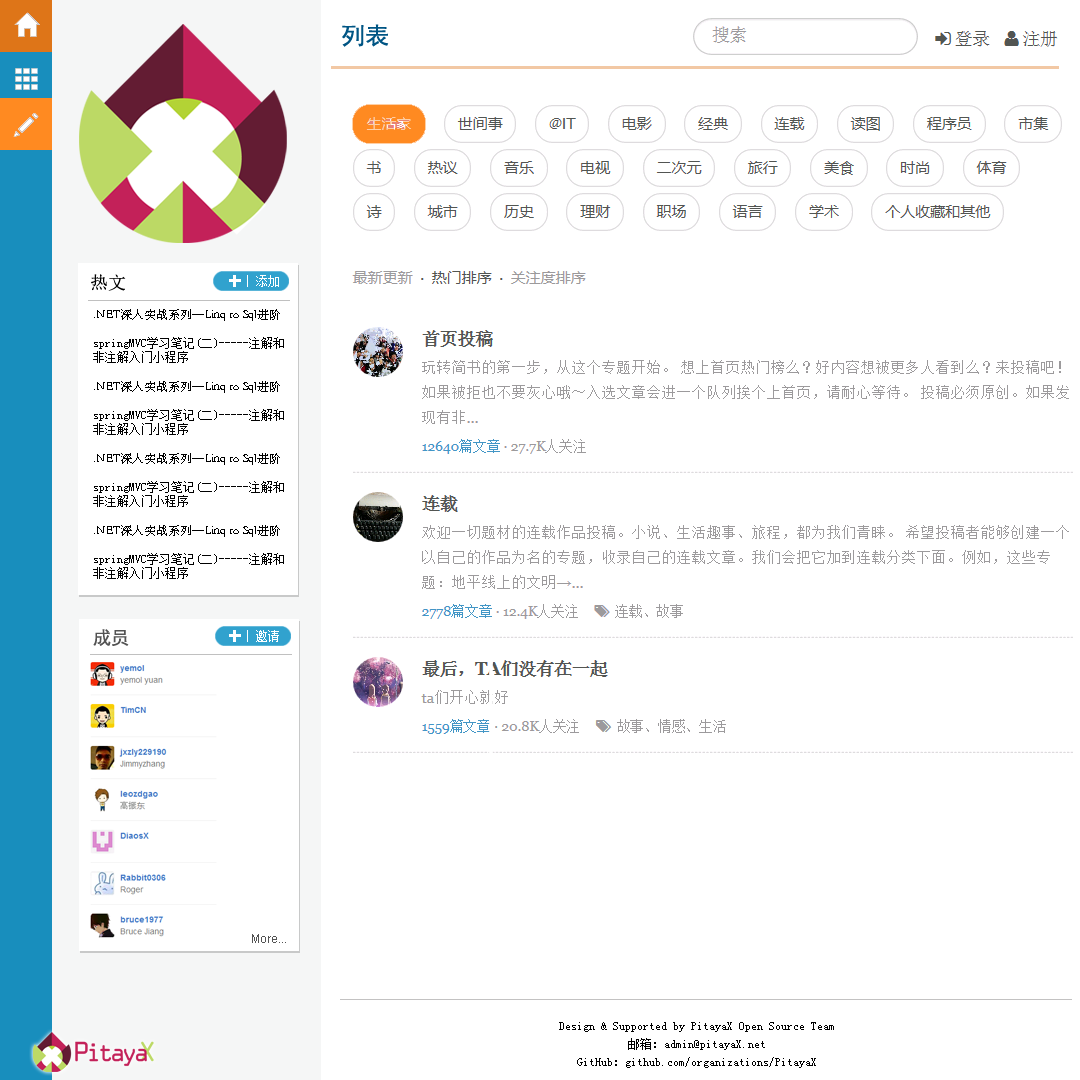 列表
搜索
登录 注册
生活家 世间事 @IT 电影 经典 连载 读图 程序员 市集
书 热议 音乐 电视 二次元 旅行 美食 时尚 体育
诗 城市 历史 理财 职场 语言 学术 个人收藏和其他
最新更新 · 热门排序 · 关注度排序
首页投稿
玩转简书的第一步，从这个专题开始。 想上首页热门榜么？好内容想被更多人看到么？来投稿吧！
如果被拒也不要灰心哦～入选文章会进一个队列挨个上首页，请耐心等待。 投稿必须原创。如果发
现有非...
12640篇文章 · 27.7K人关注
连载
欢迎一切题材的连载作品投稿。小说、生活趣事、旅程，都为我们青睐。 希望投稿者能够创建一个
以自己的作品为名的专题，收录自己的连载文章。我们会把它加到连载分类下面。例如，这些专
题：地平线上的文明→...
2778篇文章 · 12.4K人关注 连载、故事
最后，TA们没有在一起
ta们开心就好
1559篇文章 · 20.8K人关注 故事、情感、生活
热文
添加
.NET深入实战系列—Linq to Sql进阶
springMVC学习笔记(二)-----注解和
非注解入门小程序
.NET深入实战系列—Linq to Sql进阶
springMVC学习笔记(二)-----注解和
非注解入门小程序
.NET深入实战系列—Linq to Sql进阶
springMVC学习笔记(二)-----注解和
非注解入门小程序
.NET深入实战系列—Linq to Sql进阶
springMVC学习笔记(二)-----注解和
非注解入门小程序
成员
邀请
yemol
yemol yuan
TimCN
jxzly229190
Jimmyzhang
leozdgao
高振东
DiaosX
Rabbit0306
Roger
bruce1977
Bruce Jiang
More...
PitayaX
Design & Supported by PitayaX Open Source Team
邮箱: admin@pitayaX.net
GitHub: github.com/organizations/PitayaX